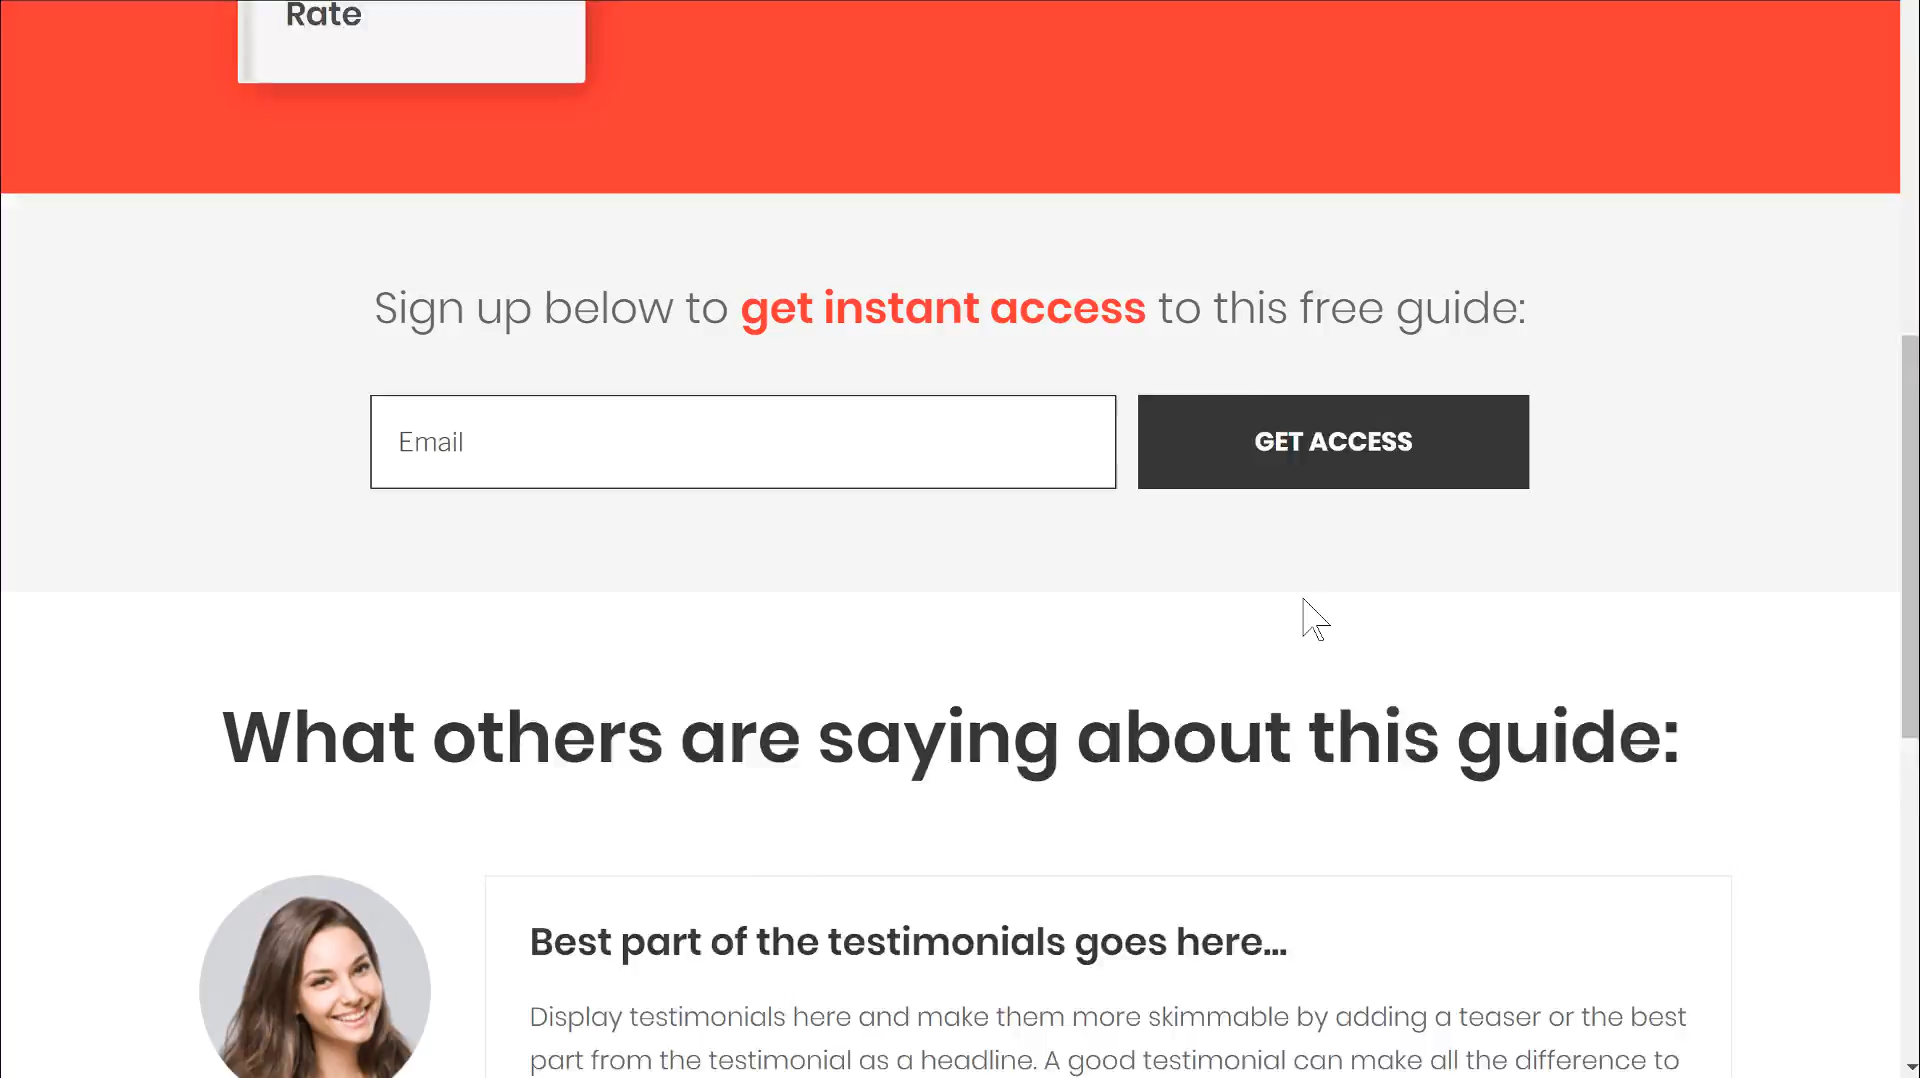 Rate
Sign up below to get instant access to this free guide:
Email
GET ACCESS
What others are saying about this guide:
Best part of the testimonials goes here...
Display testimonials here and make them more skimmable by adding a teaser or the best
part from the testimonial as a headline. A good testimonial can make all the difference to